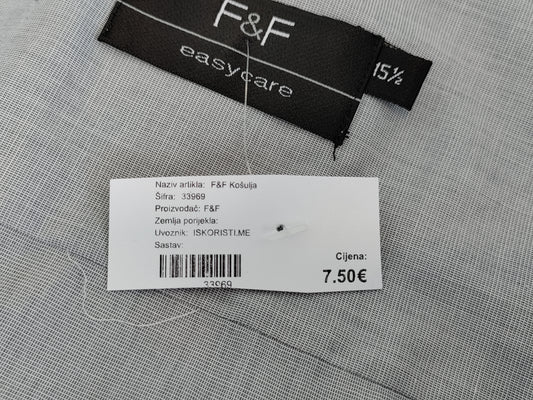 F&F
easycare
15½
Naziv artikla: F&F Košulja
Šifra: 33969
Proizvođač: F&F
Zemlja porijekla:
Uvoznik: ISKORISTI.ME
Sastav:
Cijena:
7.50€
33969